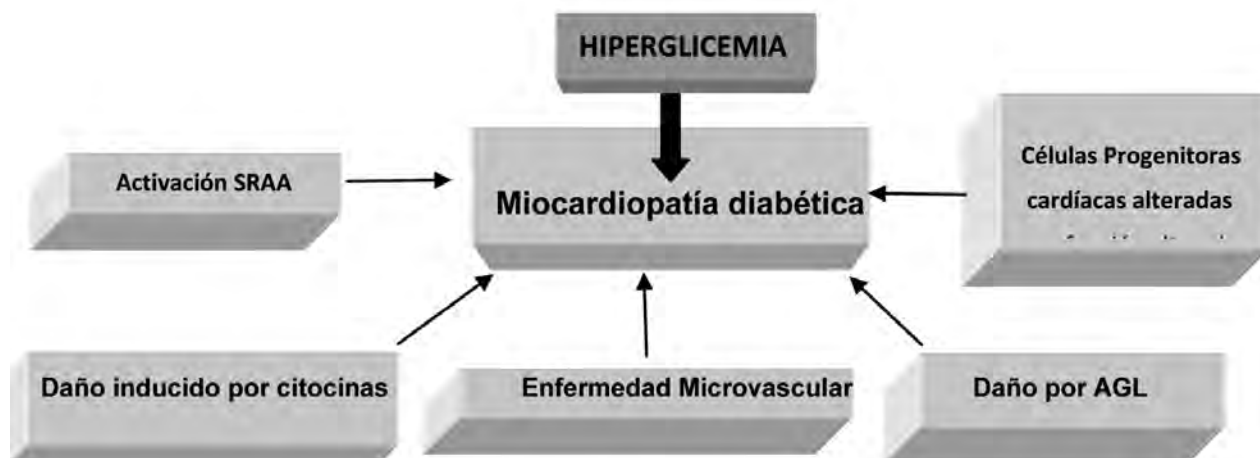 HIPERGLICEMIA
Activación SRAA
Miocardiopatía diabética
Células Progenitoras
cardíacas alteradas
Daño inducido por citocinas
Enfermedad Microvascular
Daño por AGL